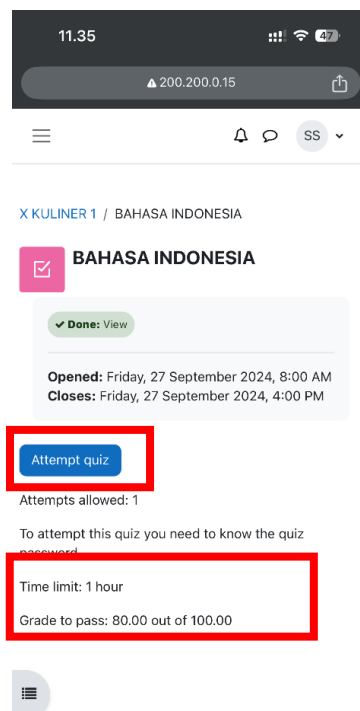 11.35
47
200.200.0.15
SS
X KULINER 1 / BAHASA INDONESIA
BAHASA INDONESIA
Done: View
Opened: Friday, 27 September 2024, 8:00 AM
Closes: Friday, 27 September 2024, 4:00 PM
Attempt quiz
Attempts allowed: 1
To attempt this quiz you need to know the quiz
password
Time limit: 1 hour
Grade to pass: 80.00 out of 100.00